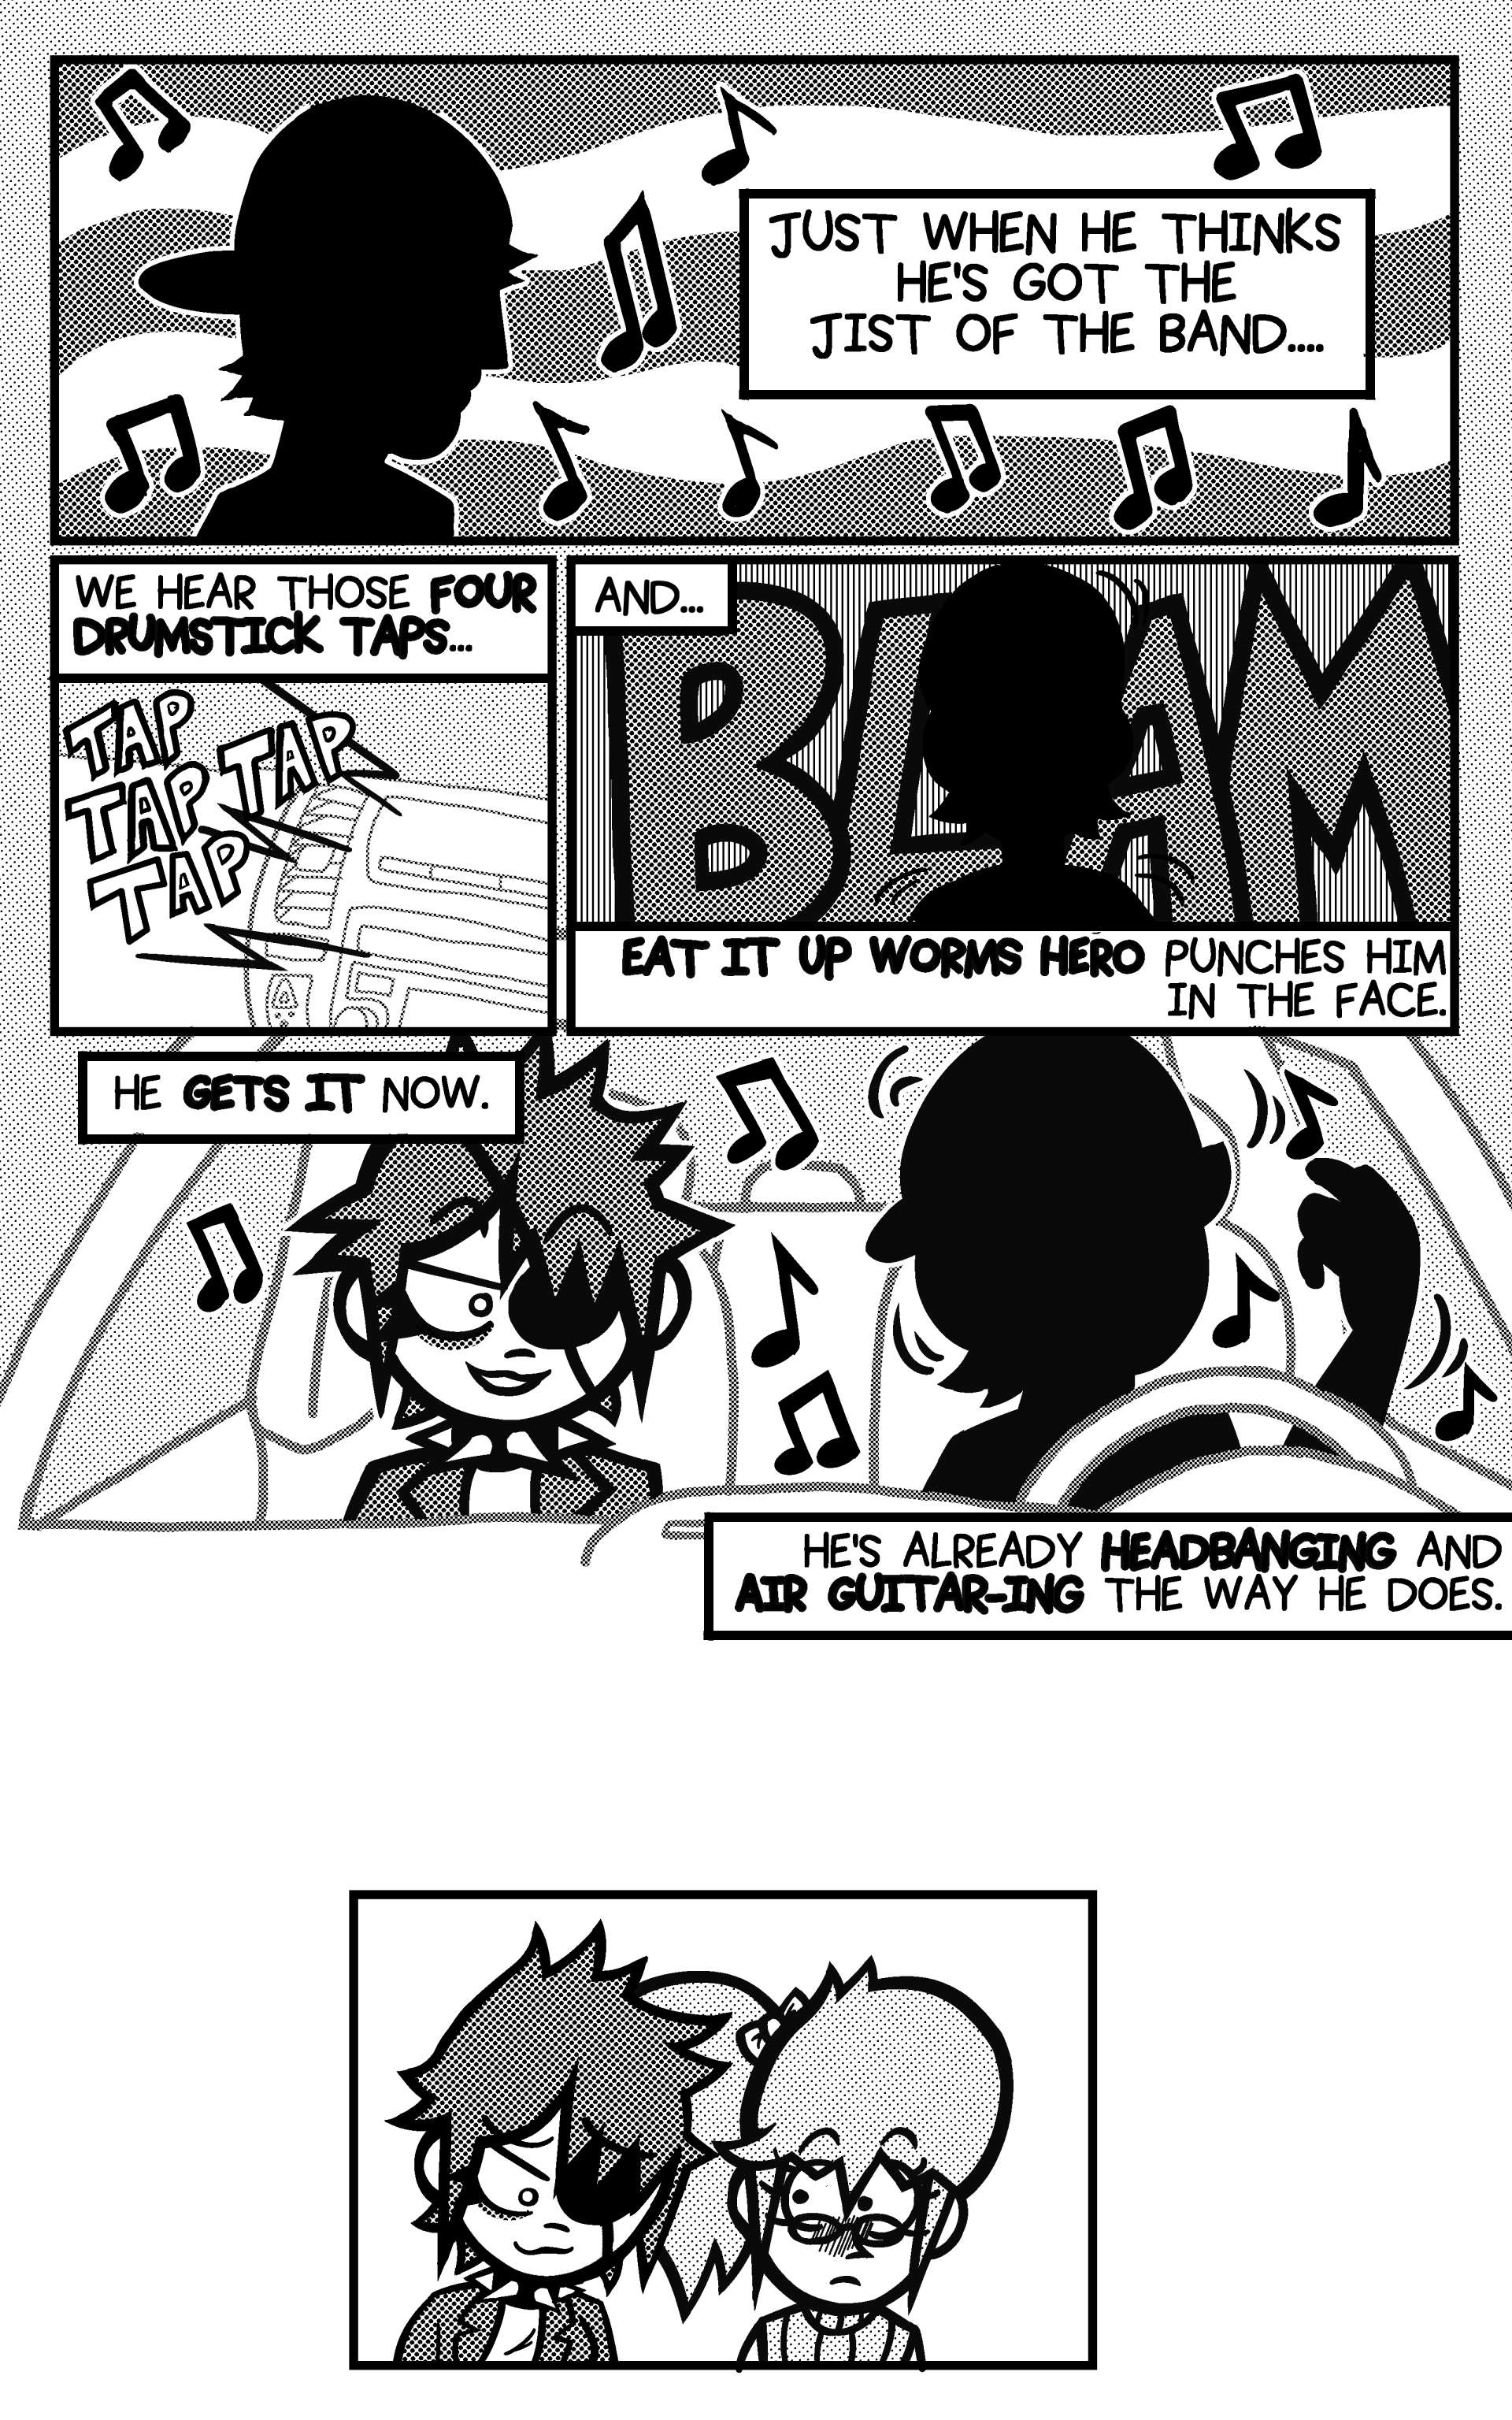 JUST WHEN HE THINKS
HE'S GOT THE
JIST OF THE BAND....
WE HEAR THOSE FOUR
DRUMSTICK TAPS...
TAP
TAP
TAP
TAP
5
AND...
BLAM
EAT IT UP WORMS HERO PUNCHES HIM
IN THE FACE.
HE GETS IT NOW.
HE'S ALREADY HEADBANGING AND
AIR GUITAR-ING THE WAY HE DOES.